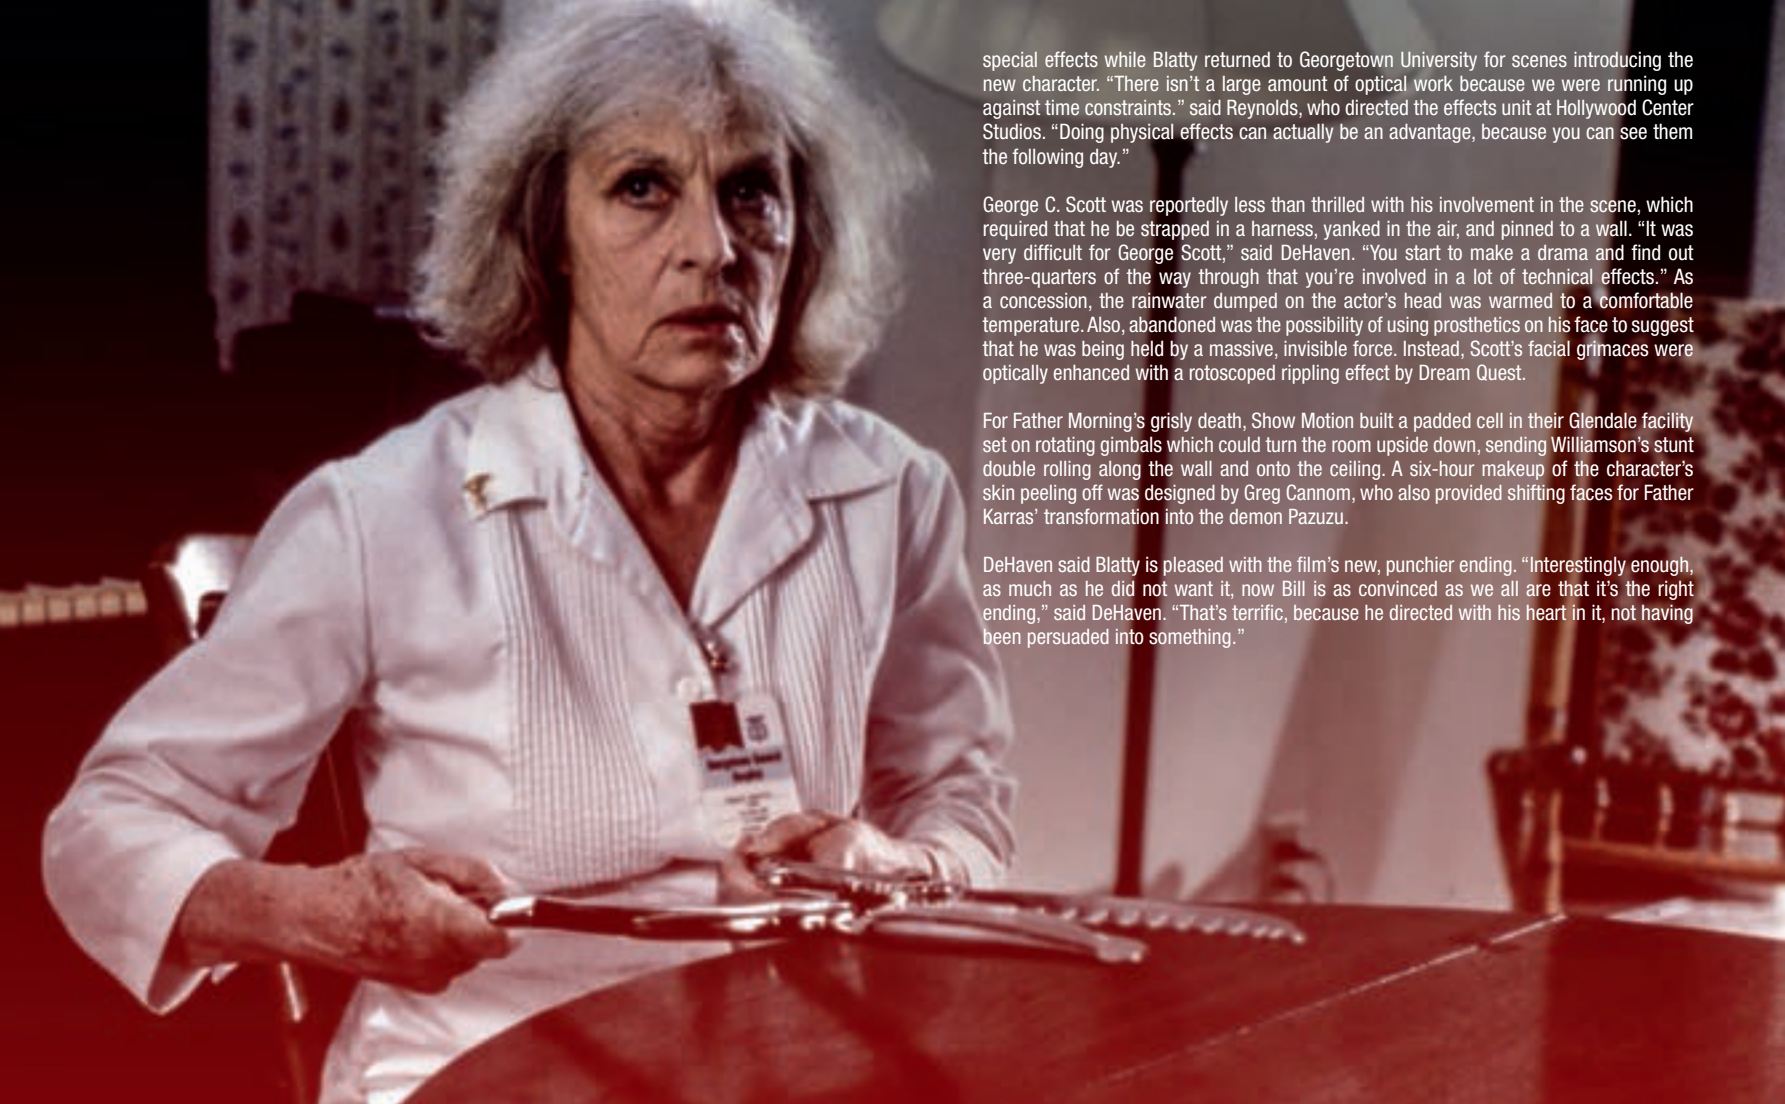 special effects while Blatty returned to Georgetown University for scenes introducing the
new character. “There isn’t a large amount of optical work because we were running up
against time constraints.” said Reynolds, who directed the effects unit at Hollywood Center
Studios. “Doing physical effects can actually be an advantage, because you can see them
the following day.”
George C. Scott was reportedly less than thrilled with his involvement in the scene, which
required that he be strapped in a harness, yanked in the air, and pinned to a wall. “It was
very difficult for George Scott,” said DeHaven. “You start to make a drama and find out
three-quarters of the way through that you’re involved in a lot of technical effects.” As
a concession, the rainwater dumped on the actor’s head was warmed to a comfortable
temperature. Also, abandoned was the possibility of using prosthetics on his face to suggest
that he was being held by a massive, invisible force. Instead, Scott’s facial grimaces were
optically enhanced with a rotoscoped rippling effect by Dream Quest.
For Father Morning’s grisly death, Show Motion built a padded cell in their Glendale facility
set on rotating gimbals which could turn the room upside down, sending Williamson’s stunt
double rolling along the wall and onto the ceiling. A six-hour makeup of the character’s
skin peeling off was designed by Greg Cannom, who also provided shifting faces for Father
Karras’ transformation into the demon Pazuzu.
DeHaven said Blatty is pleased with the film’s new, punchier ending. “Interestingly enough,
as much as he did not want it, now Bill is as convinced as we all are that it’s the right
ending,” said DeHaven. “That’s terrific, because he directed with his heart in it, not having
been persuaded into something.”